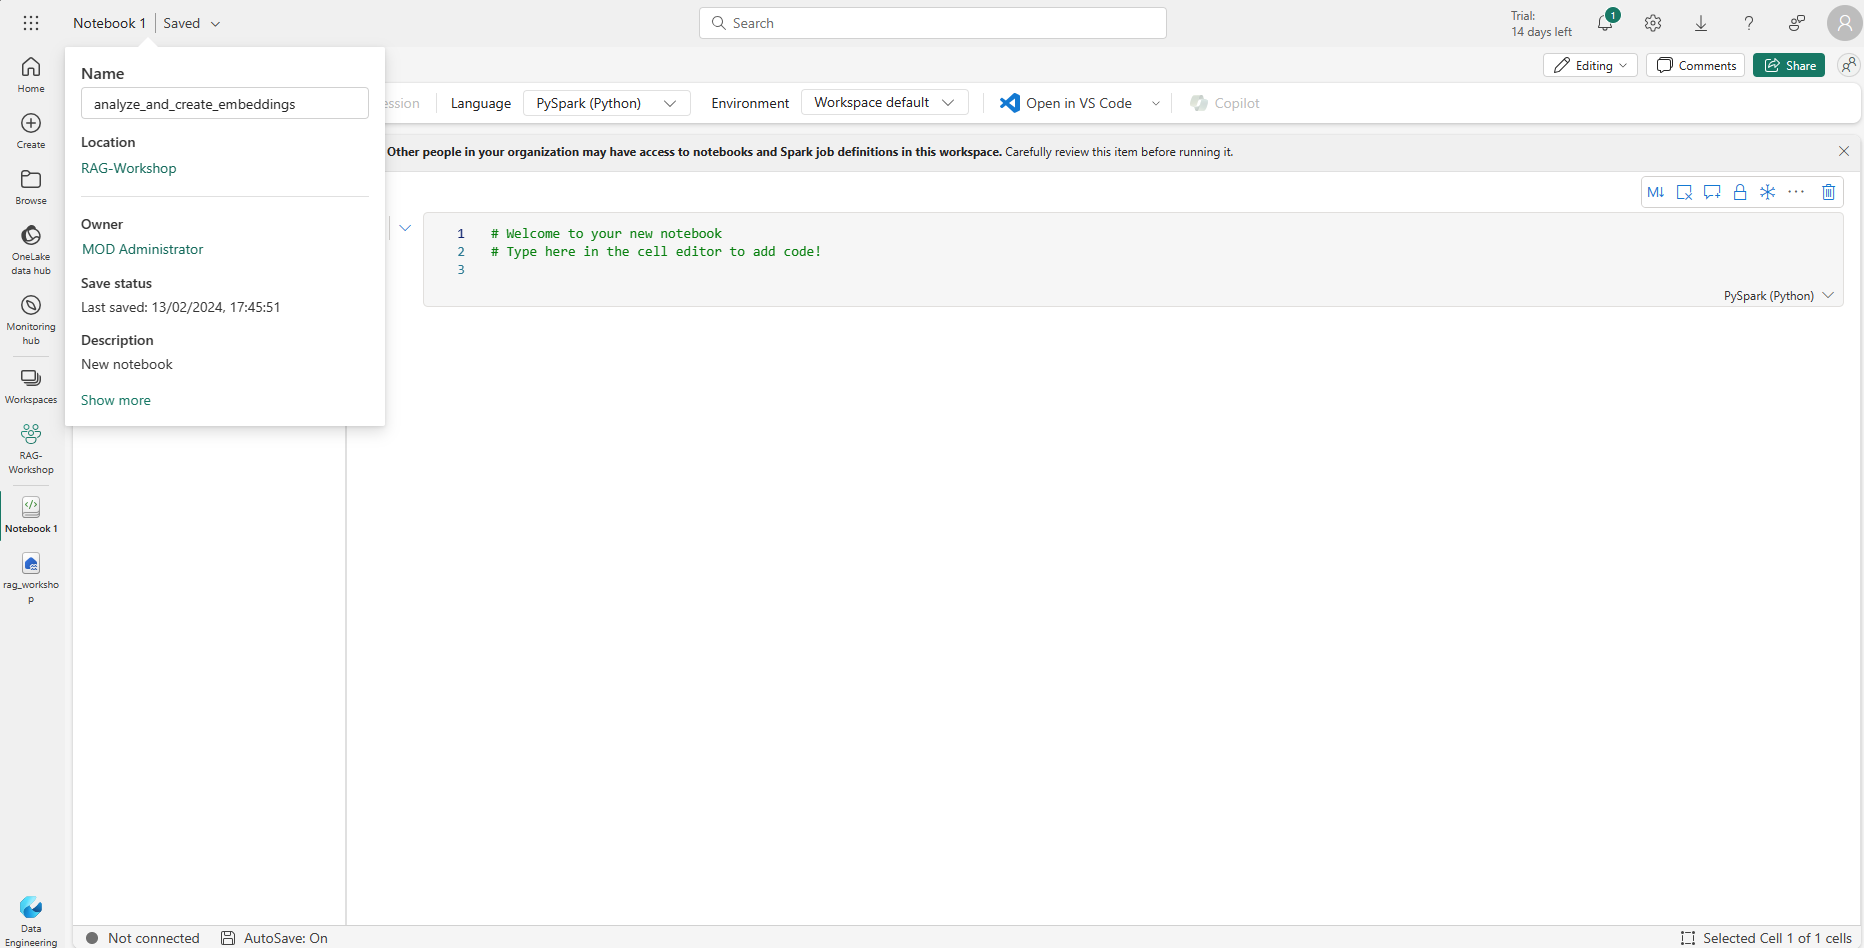 Notebook 1 Saved
Search
Trial:
14 days left
1
Editing
Comments
Share
Name
analyze_and_create_embeddings
Location
RAG-Workshop
Owner
MOD Administrator
Save status
Last saved: 13/02/2024, 17:45:51
Description
New notebook
Show more
Language PySpark (Python)
Environment Workspace default
Open in VS Code
Copilot
Other people in your organization may have access to notebooks and Spark job definitions in this workspace. Carefully review this item before running it.
M↓
1 # Welcome to your new notebook
2 # Type here in the cell editor to add code!
3
PySpark (Python)
Home
Create
Browse
OneLake
data hub
Monitoring
hub
Workspaces
RAG-
Workshop
Notebook 1
rag_worksho
p
Data
Engineering
Not connected
AutoSave: On
Selected Cell 1 of 1 cells